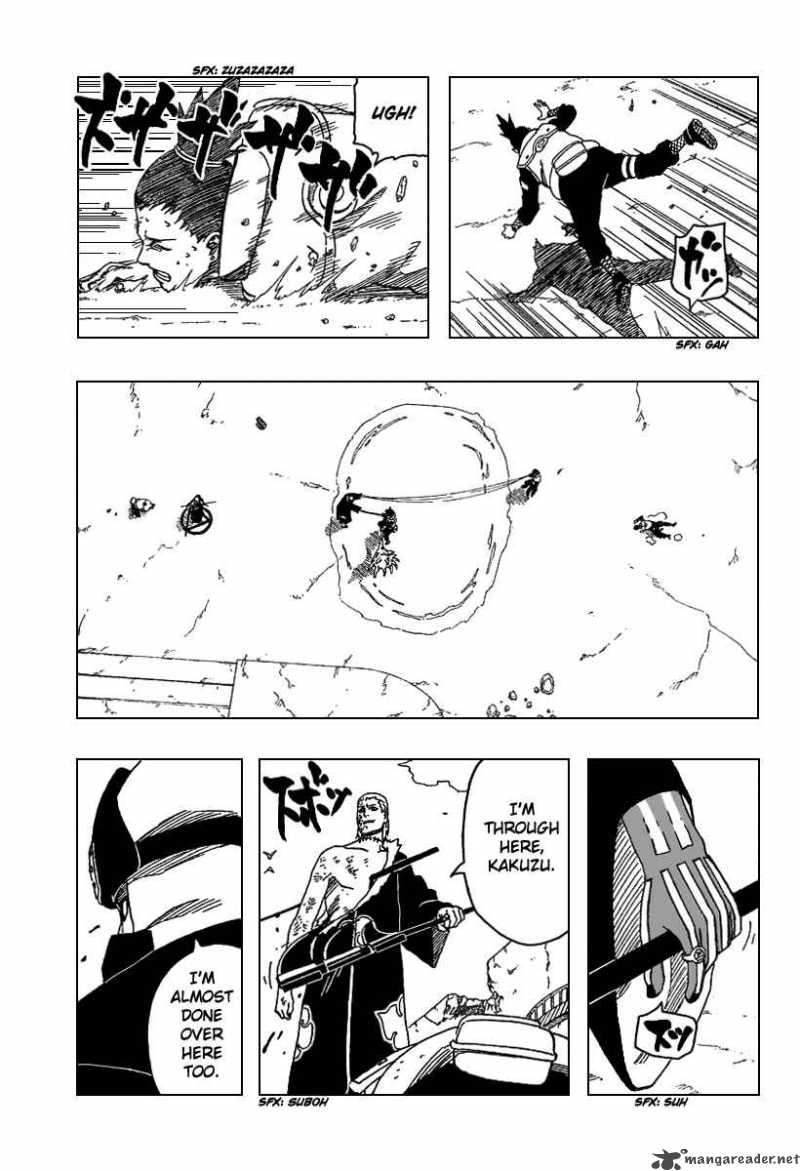 SFX: ZUZAZAZAZA
ガッ
SFX: GAH
UGH!
ズザザザザ
ズッ
SFX: SUH
I'M
THROUGH
HERE,
KAKUZU.
ズボッ
SFX: SUBOH
I'M
ALMOST
DONE
OVER
HERE
TOO.
mangareader.net